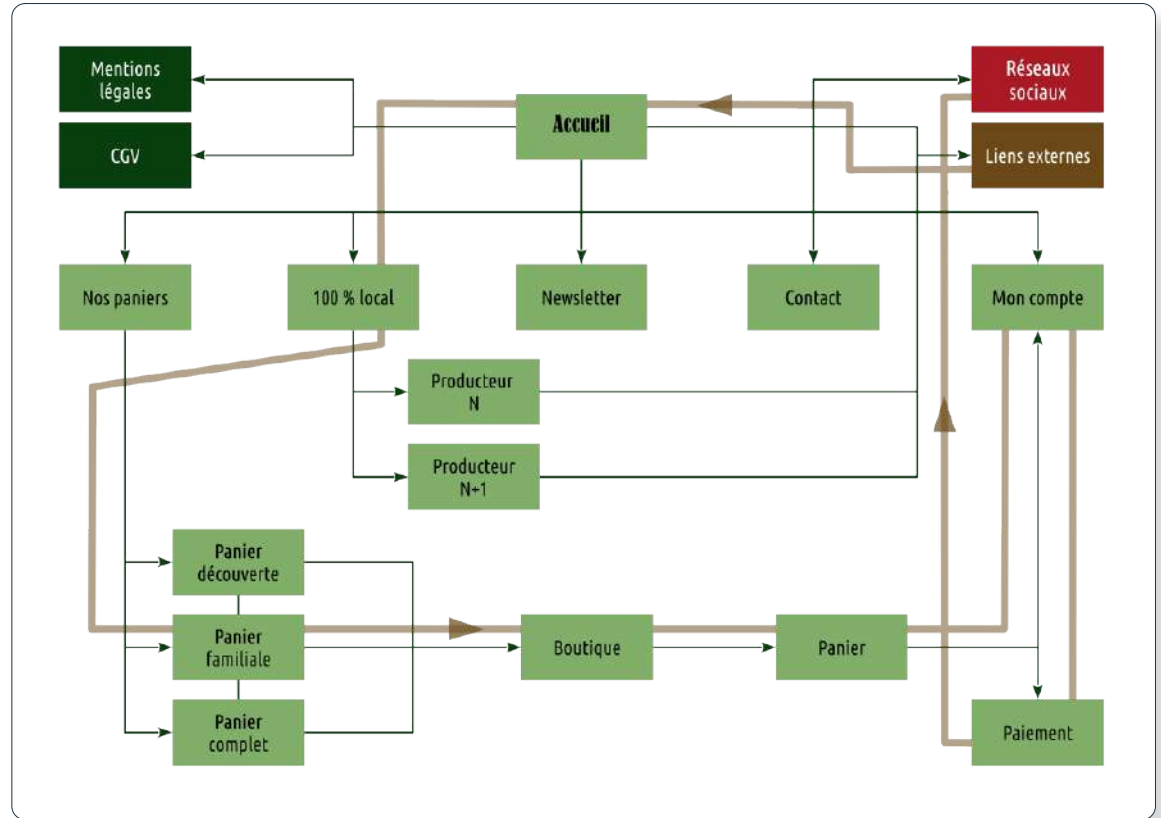 Mentions
légales
Accueil
Réseaux
sociaux
CGV
Liens externes
Nos paniers
100 % local
Newsletter
Contact
Mon compte
Producteur
N
Producteur
N+1
Panier
découverte
Panier
familiale
Boutique
Panier
Panier
complet
Paiement